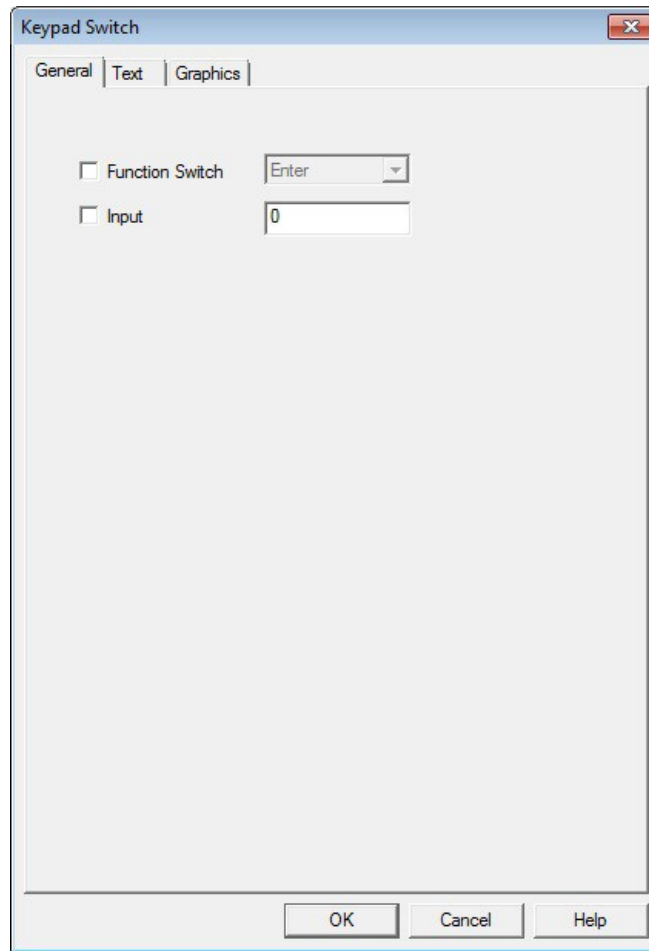 Keypad Switch
General Text Graphics
Function Switch Enter
Input 0
OK Cancel Help